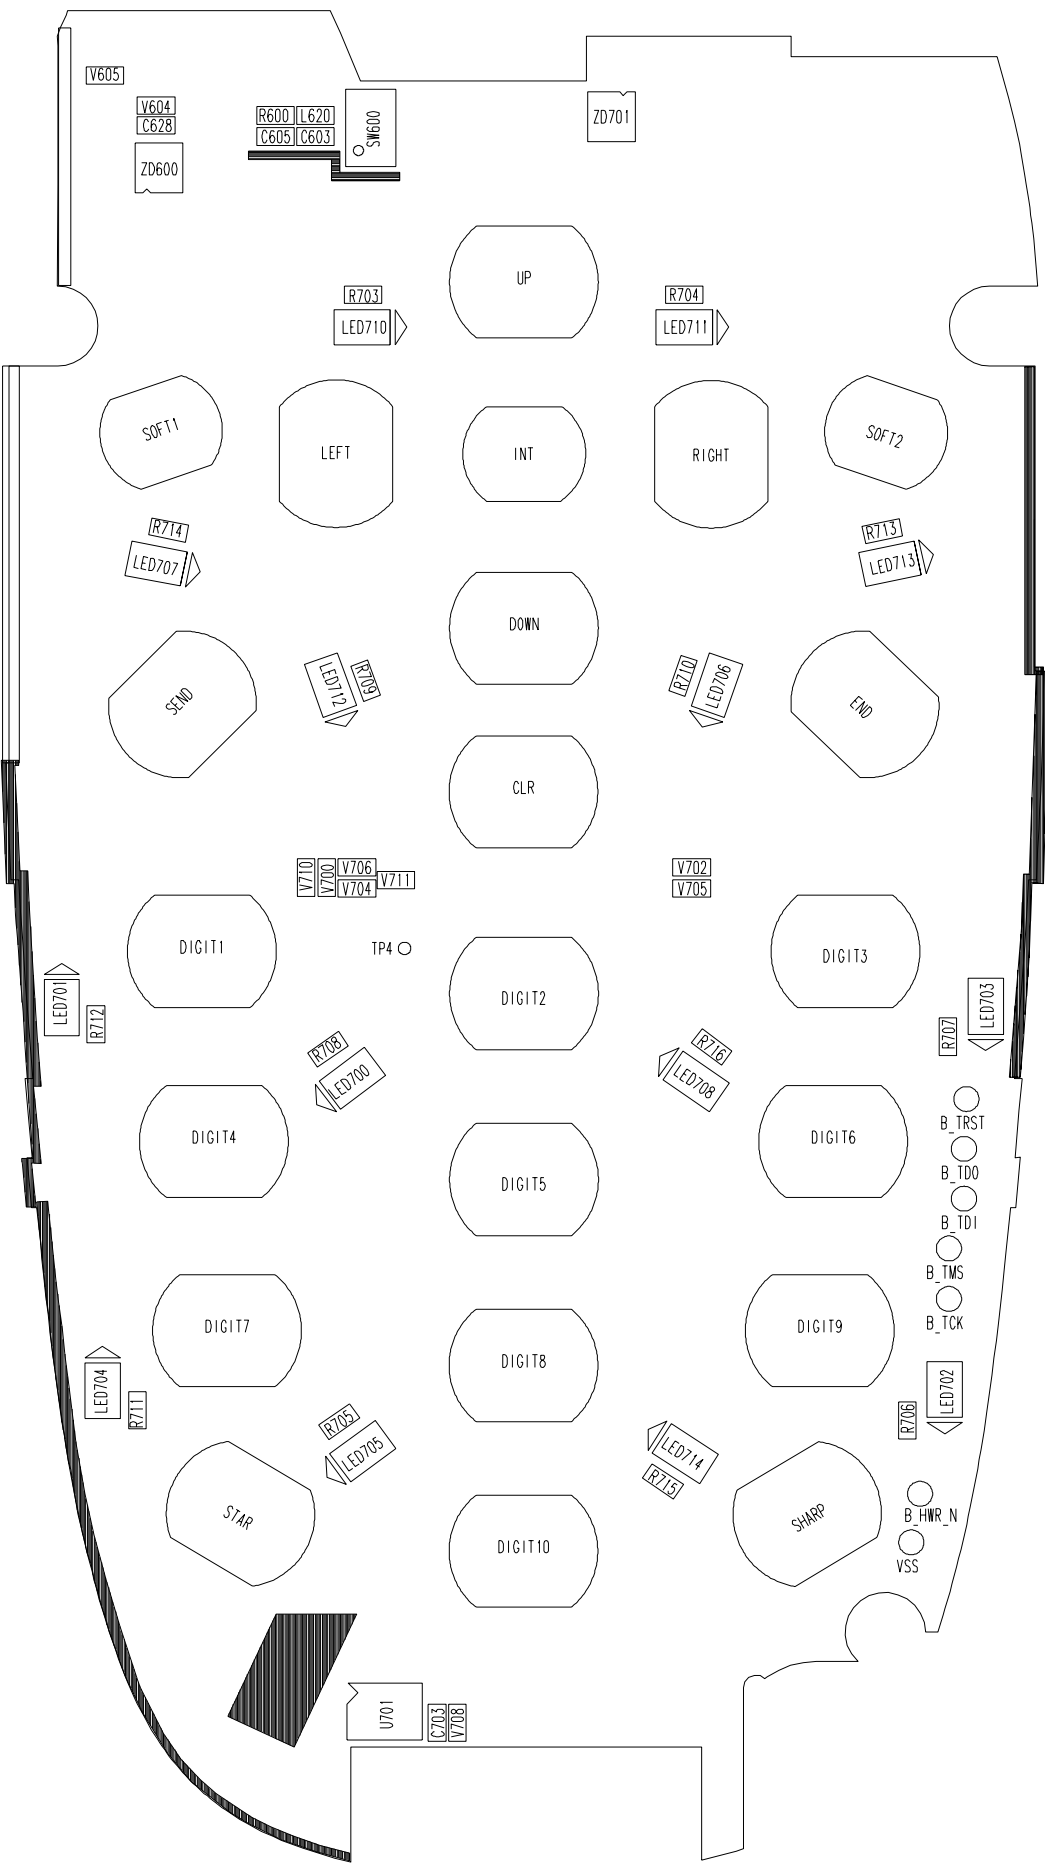 V605
V604
C628
R600 L620
C605 C603
SW600
ZD701
ZD600
UP
R703
R704
LED710
LED711
SOFT1
SOFT2
LEFT
INT
RIGHT
R714
R713
LED707
LED713
DOWN
LED712
R709
R710
LED706
SEND
END
CLR
V710
V700
V706
V704
V711
V702
V705
DIGIT1
TP4
DIGIT3
DIGIT2
LED701
R712
LED703
R707
R708
LED700
R716
LED708
B_TRST
DIGIT4
DIGIT6
B_TDO
DIGIT5
B_TDI
B_TMS
DIGIT7
DIGIT9
B_TCK
DIGIT8
LED704
R711
LED702
R706
R705
LED705
LED714
R715
STAR
SHARP
B_HWR_N
DIGIT10
VSS
U701
C703
V708